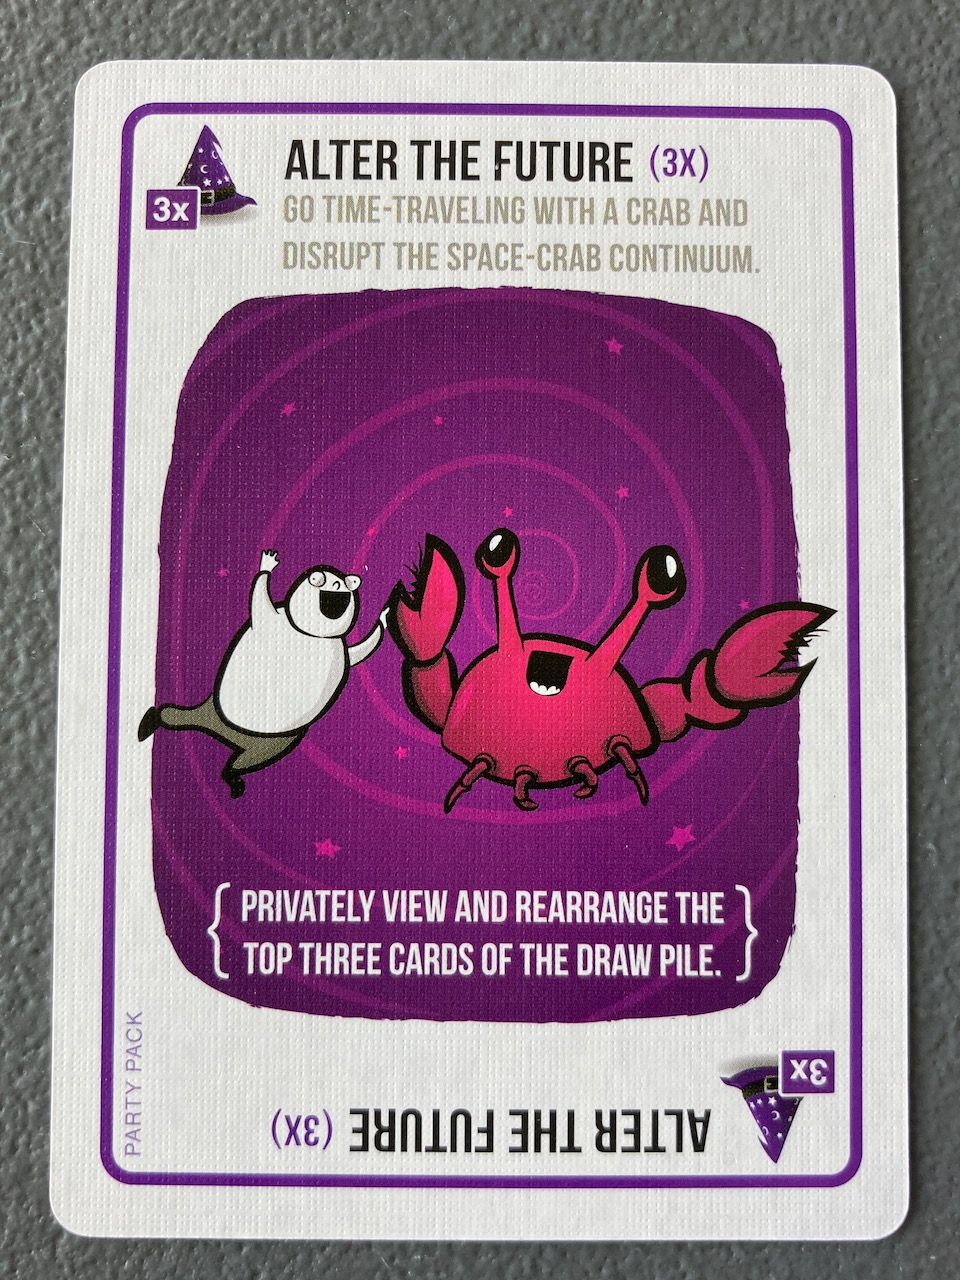 3x
ALTER THE FUTURE (3X)
GO TIME-TRAVELING WITH A CRAB AND
DISRUPT THE SPACE-CRAB CONTINUUM.
{ PRIVATELY VIEW AND REARRANGE THE
TOP THREE CARDS OF THE DRAW PILE. }
PARTY PACK
3x
ALTER THE FUTURE (3X)